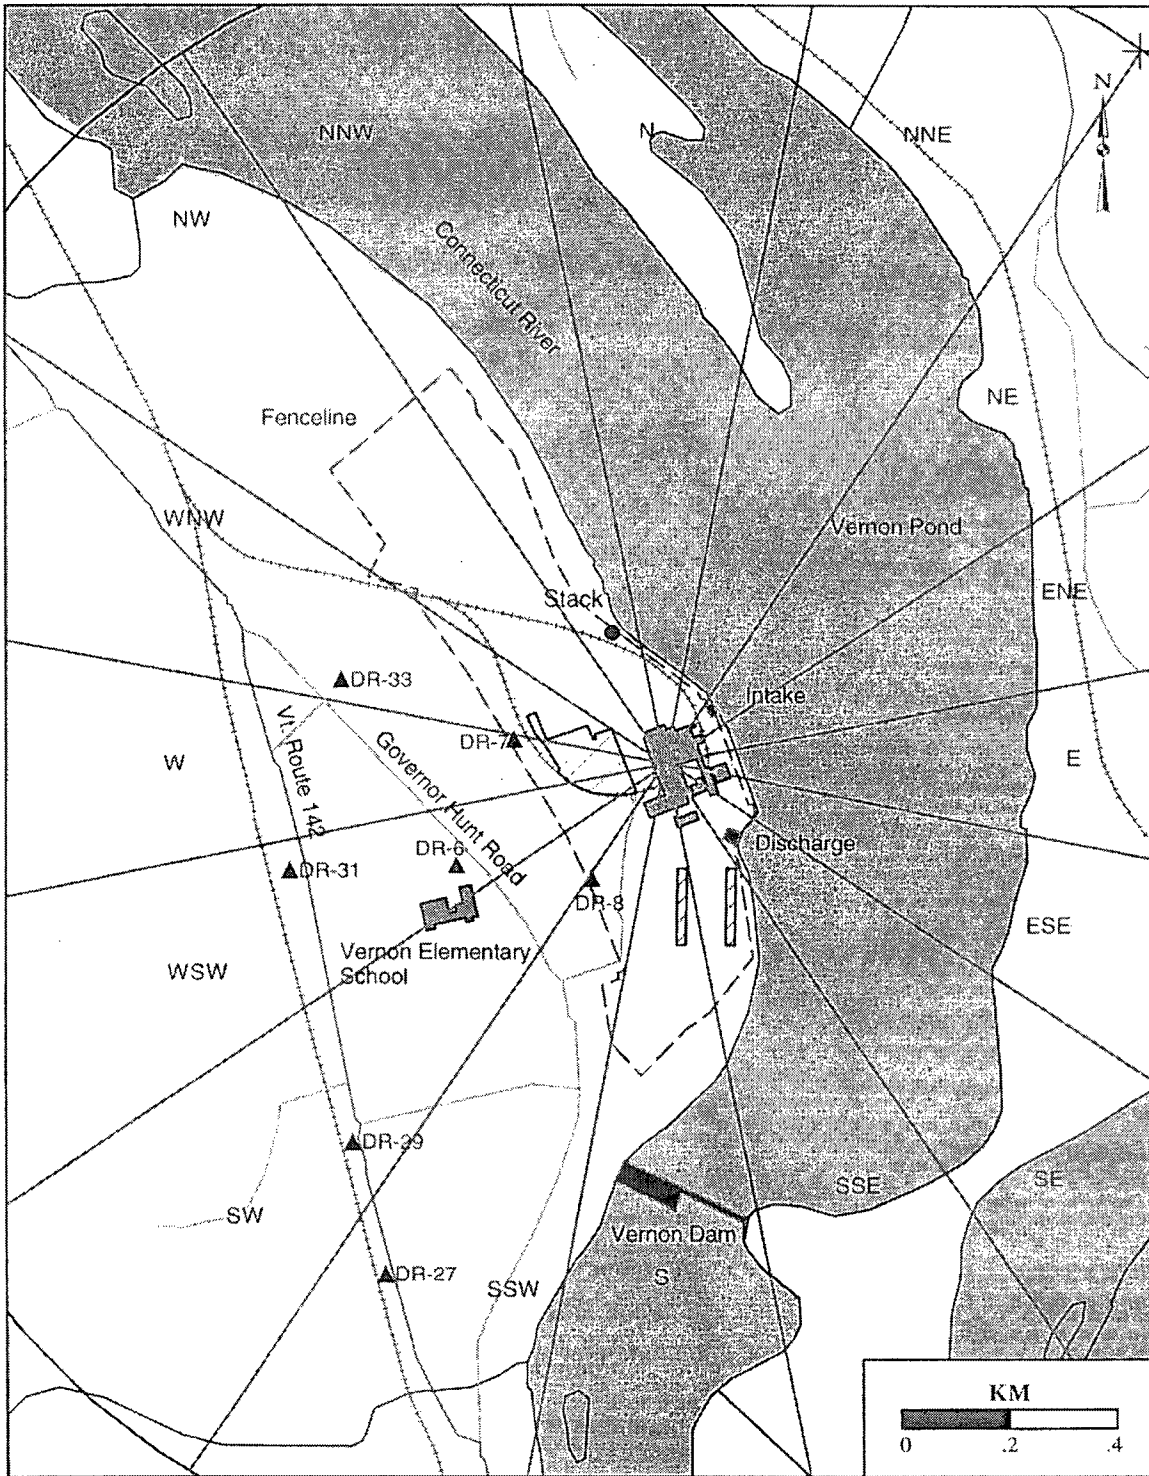 N
NNW
N
NNE
NW
Connecticut River
NE
Fenceline
WNW
Vernon Pond
ENE
Stack
DR-33
Intake
Vt. Route 142
DR-7
Governor Hunt Road
W
E
DR-6
Discharge
DR-31
DR-8
Vernon Elementary
School
ESE
WSW
DR-29
SSE
SE
SW
Vernon Dam
DR-27
S
SSW
KM
0
.2
.4